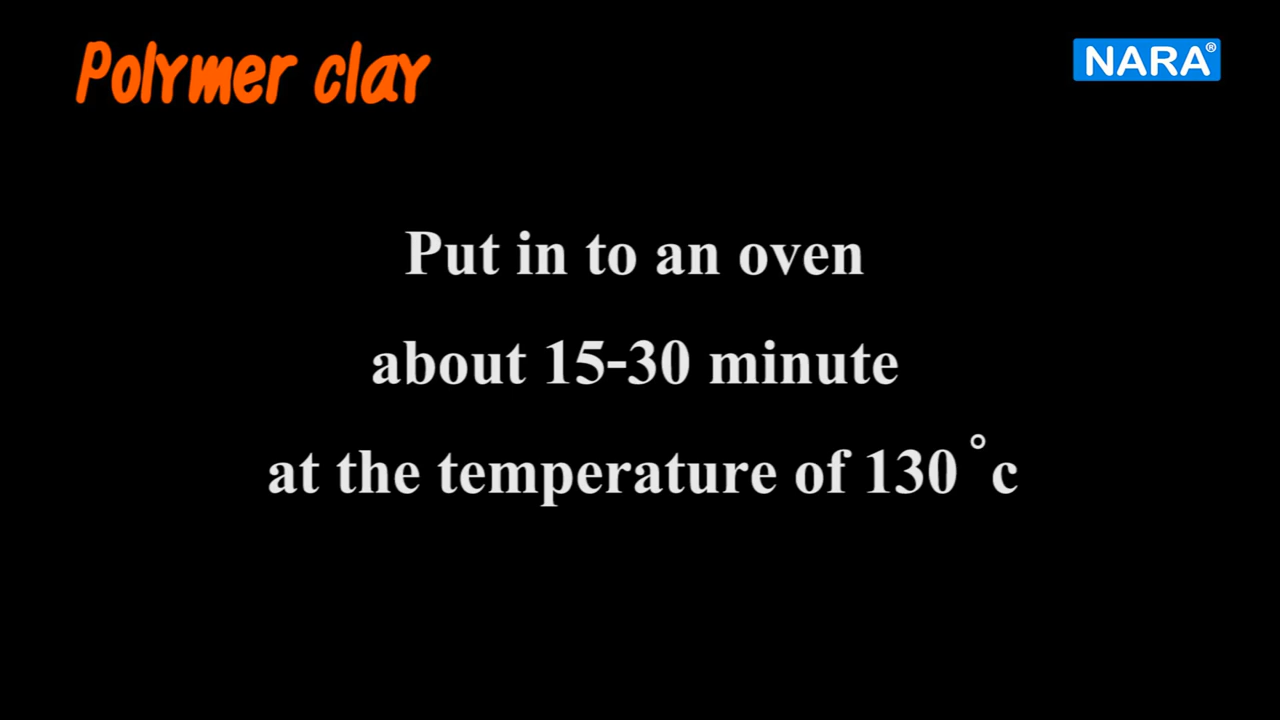 Polymer clay
NARA®
Put in to an oven
about 15-30 minute
at the temperature of 130 °c